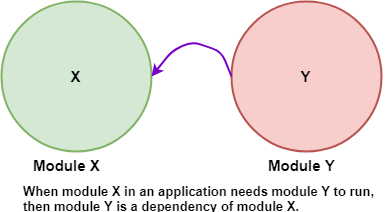 X
Y
Module X
Module Y
When module X in an application needs module Y to run,
then module Y is a dependency of module X.